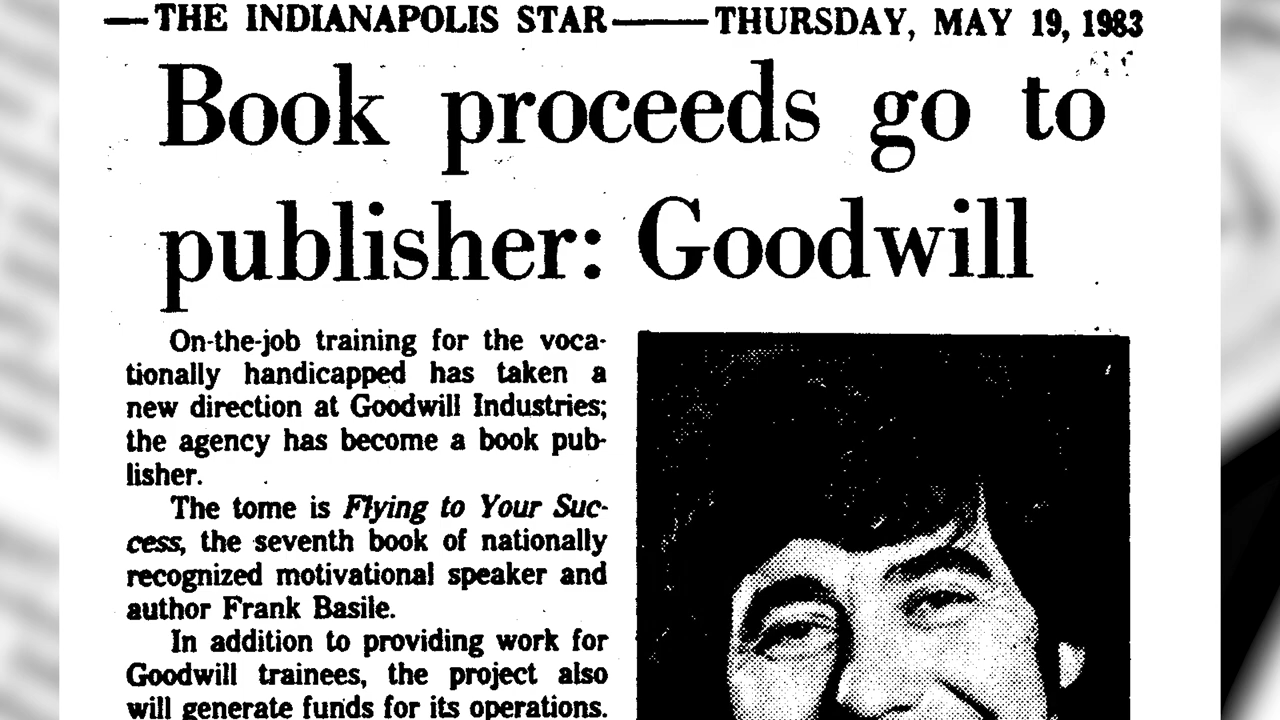 THE INDIANAPOLIS STAR THURSDAY, MAY 19, 1983
Book proceeds go to
publisher: Goodwill
On-the-job training for the voca-
tionally handicapped has taken a
new direction at Goodwill Industries;
the agency has become a book pub-
lisher.
The tome is Flying to Your Suc-
cess, the seventh book of nationally
recognized motivational speaker and
author Frank Basile.
In addition to providing work for
Goodwill trainees, the project also
will generate funds for its operations.